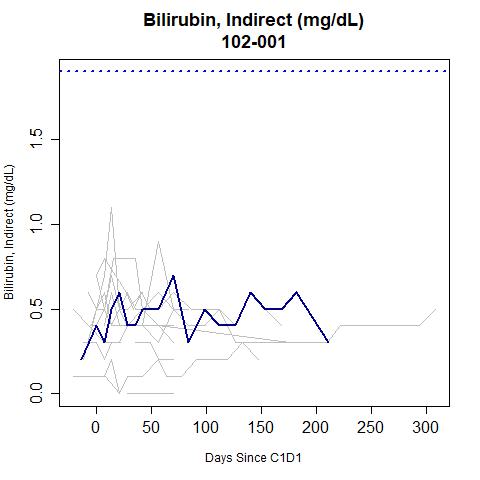 Bilirubin, Indirect (mg/dL)
102-001
Bilirubin, Indirect (mg/dL)
1.5
1.0
0.5
0.0
0 50 100 150 200 250 300
Days Since C1D1